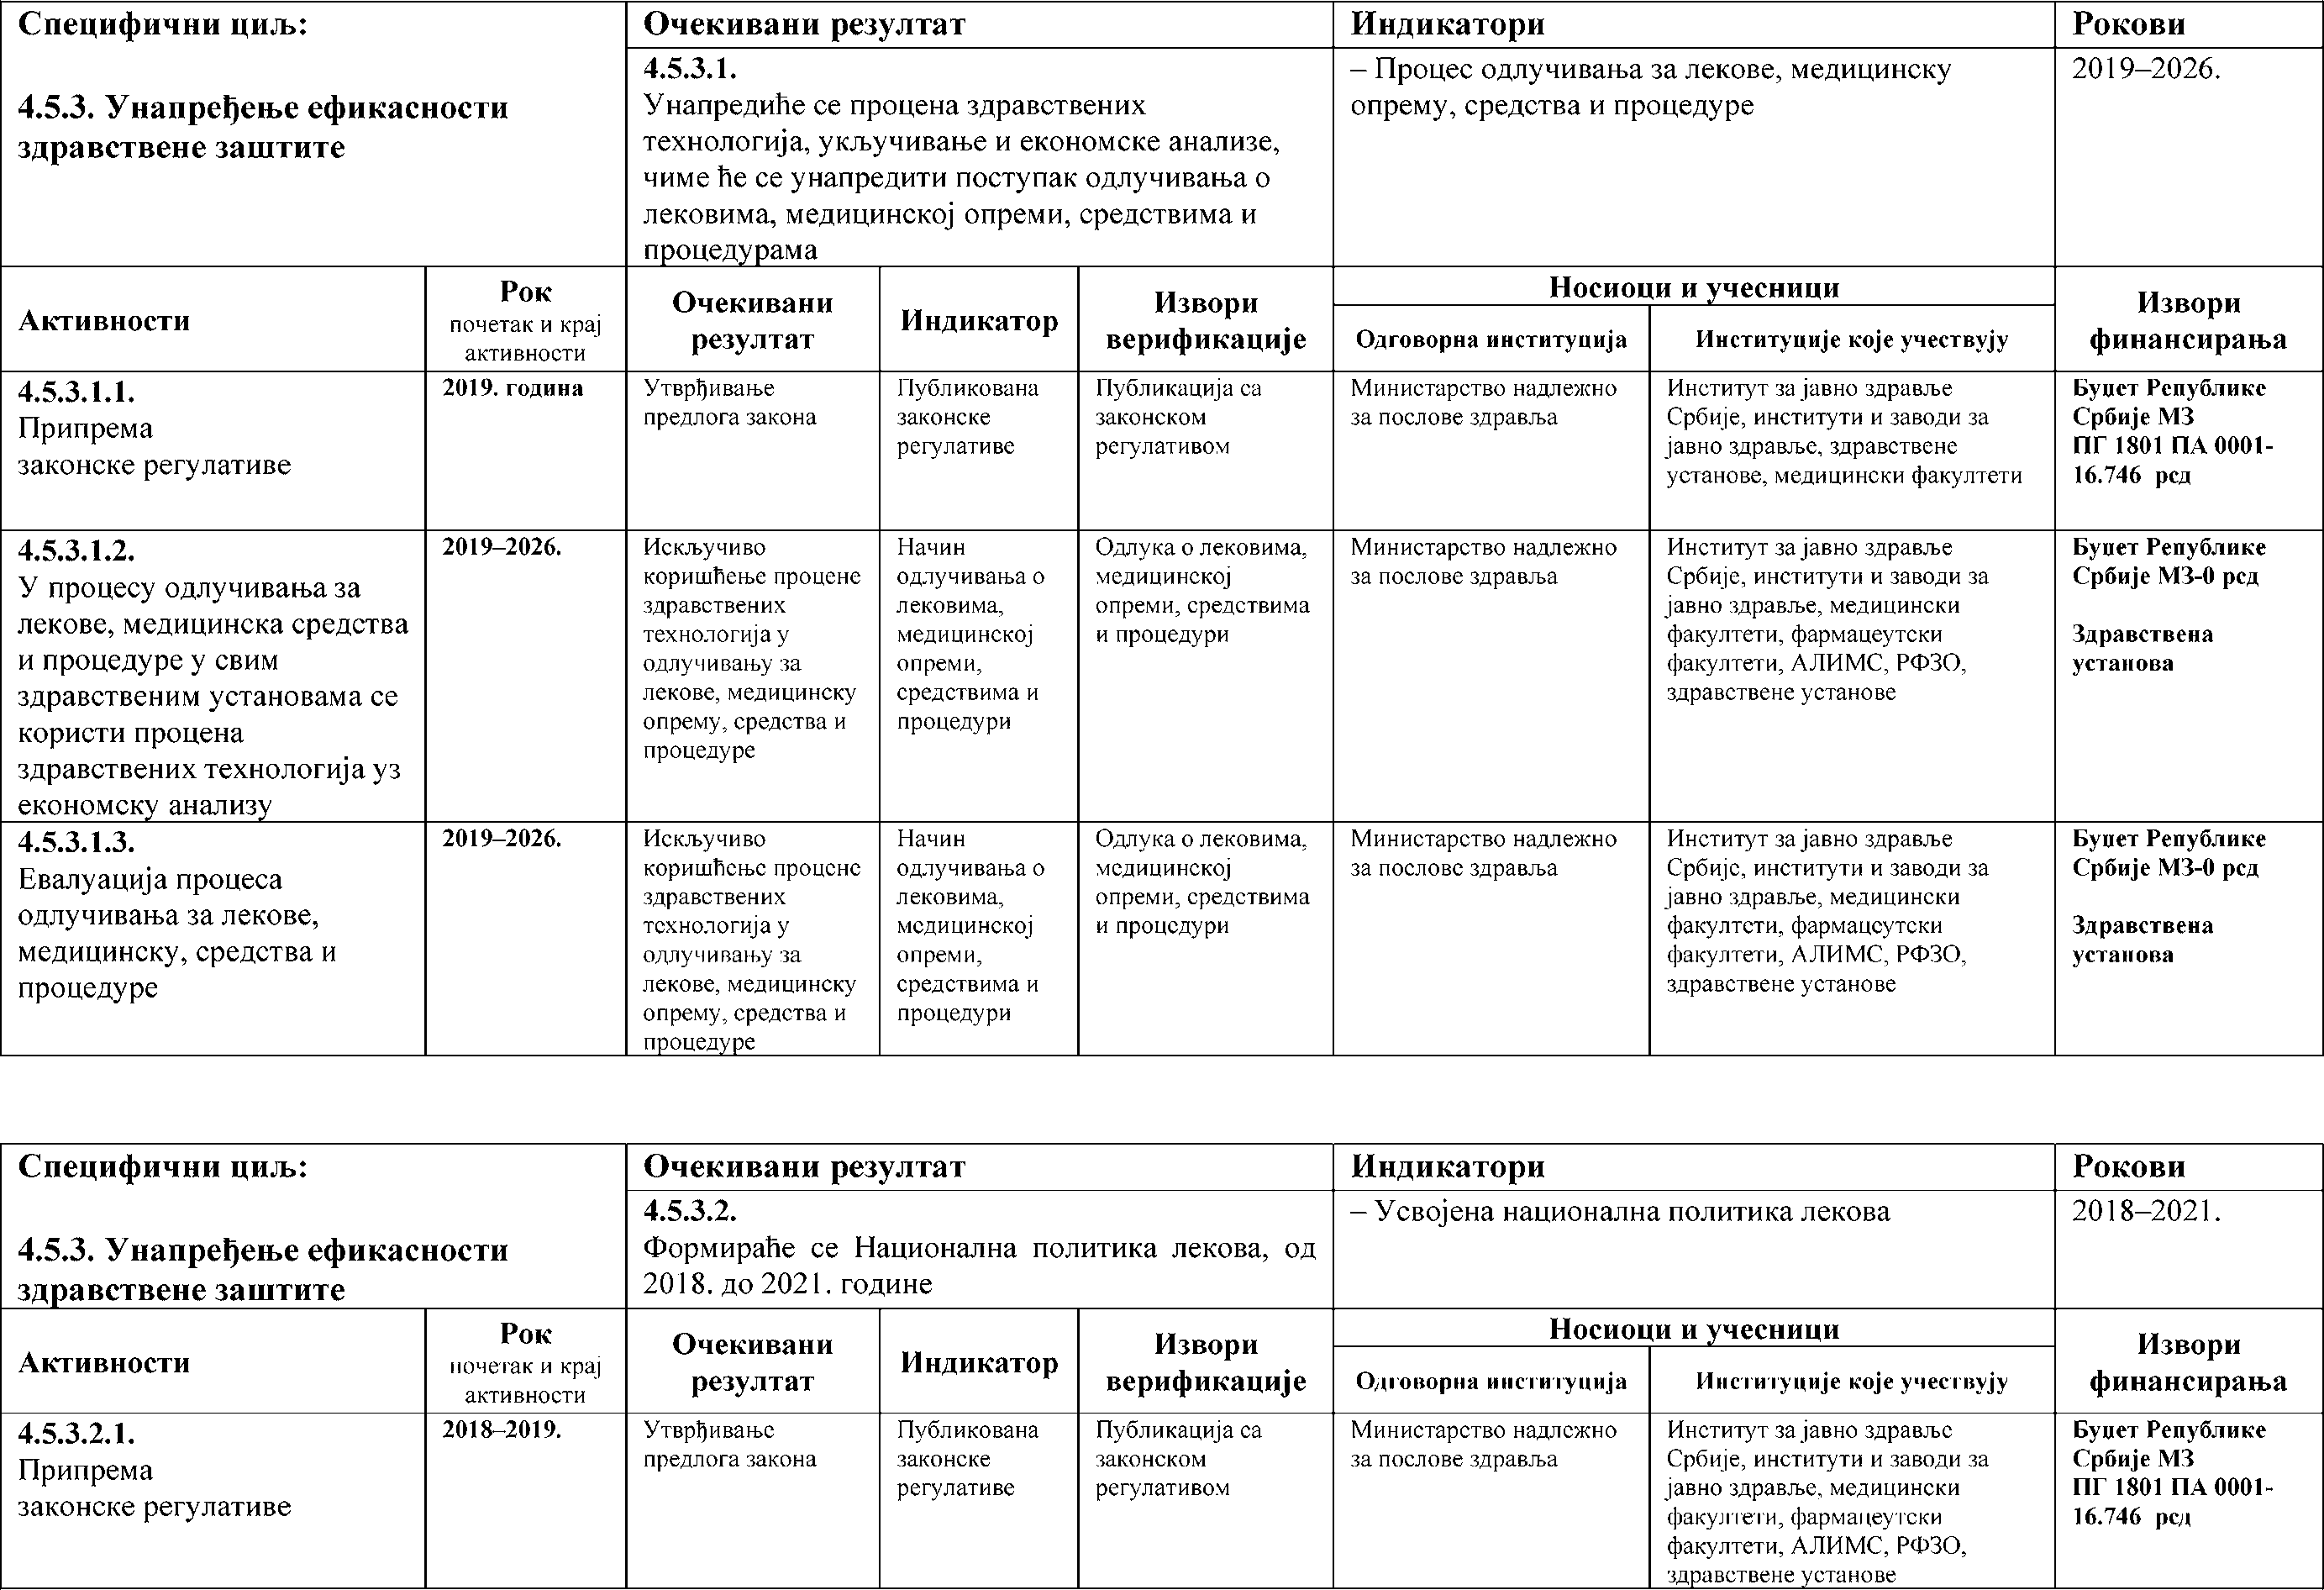 Специфични циљ:
4.5.3. Унапређење ефикасности
здравствене заштите
Очекивани резултат
4.5.3.1.
Унапредиће се процена здравствених
технологија, укључивање и економске анализе,
чиме ће се унапредити поступак одлучивања о
лековима, медицинској опреми, средствима и
процедурама
Индикатори
– Процес одлучивања за лекове, медицинску
опрему, средства и процедуре
Рокови
2019–2026.
Активности
Рок
почетак и крај
активности
Очекивани
резултат
Индикатор
Извори
верификације
Носиоци и учесници
Одговорна институција
Институције које учествују
Извори
финансирања
4.5.3.1.1.
Припрема
законске регулативе
2019. година
Утврђивање
предлога закона
Публикована
законске
регулативе
Публикација са
законском
регулативом
Министарство надлежно
за послове здравља
Институт за јавно здравље
Србије, институти и заводи за
јавно здравље, здравствене
установе, медицински факултети
Буџет Републике
Србије МЗ
ПГ 1801 ПА 0001-
16.746 рсд
4.5.3.1.2.
У процесу одлучивања за
лекове, медицинска средства
и процедуре у свим
здравственим установама се
користи процена
здравствених технологија уз
економску анализу
2019–2026.
Искључиво
коришћење процене
здравствених
технологија у
одлучивању за
лекове, медицинску
опрему, средства и
процедуре
Начин
одлучивања о
лековима,
медицинској
опреми,
средствима и
процедури
Одлука о лековима,
медицинској
опреми, средствима
и процедури
Министарство надлежно
за послове здравља
Институт за јавно здравље
Србије, институти и заводи за
јавно здравље, медицински
факултети, фармацеутски
факултети, АЛИМС, РФЗО,
здравствене установе
Буџет Републике
Србије МЗ-0 рсд
Здравствена
установа
4.5.3.1.3.
Евалуација процеса
одлучивања за лекове,
медицинску, средства и
процедуре
2019–2026.
Искључиво
коришћење процене
здравствених
технологија у
одлучивању за
лекове, медицинску
опрему, средства и
процедуре
Начин
одлучивања о
лековима,
медицинској
опреми,
средствима и
процедури
Одлука о лековима,
медицинској
опреми, средствима
и процедури
Министарство надлежно
за послове здравља
Институт за јавно здравље
Србије, институти и заводи за
јавно здравље, медицински
факултети, фармацеутски
факултети, АЛИМС, РФЗО,
здравствене установе
Буџет Републике
Србије МЗ-0 рсд
Здравствена
установа
Специфични циљ:
4.5.3. Унапређење ефикасности
здравствене заштите
Очекивани резултат
4.5.3.2.
Формираће се Национална политика лекова, од
2018. до 2021. године
Индикатори
– Усвојена национална политика лекова
Рокови
2018–2021.
Активности
Рок
почетак и крај
активности
Очекивани
резултат
Индикатор
Извори
верификације
Носиоци и учесници
Одговорна институција
Институције које учествују
Извори
финансирања
4.5.3.2.1.
Припрема
законске регулативе
2018–2019.
Утврђивање
предлога закона
Публикована
законске
регулативе
Публикација са
законском
регулативом
Министарство надлежно
за послове здравља
Институт за јавно здравље
Србије, институти и заводи за
јавно здравље, медицински
факултети, фармацеутски
факултети, АЛИМС, РФЗО,
здравствене установе
Буџет Републике
Србије МЗ
ПГ 1801 ПА 0001-
16.746 рсд